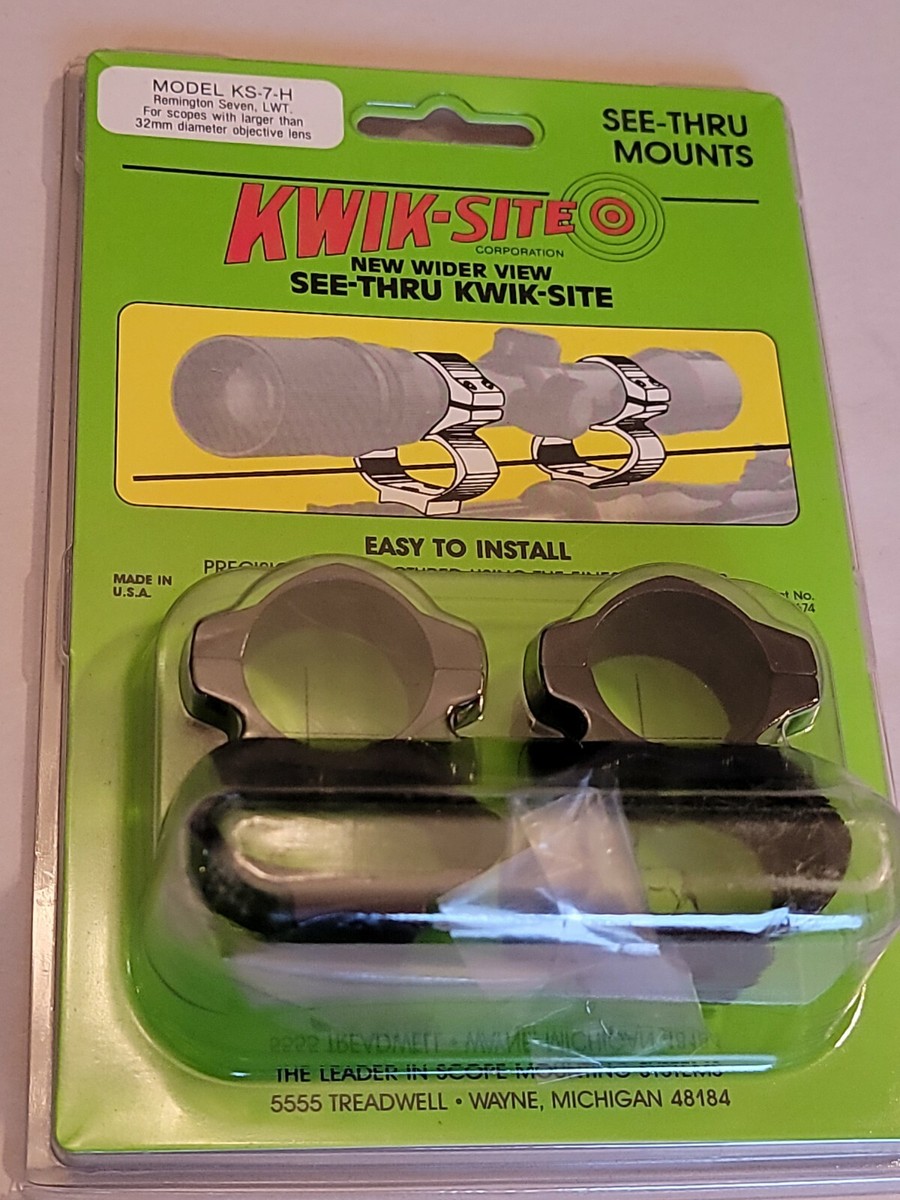 MODEL KS-7-H
Remington Seven, LWT.
For scopes with larger than
32mm diameter objective lens
SEE-THRU
MOUNTS
KWIK-SITE
CORPORATION
NEW WIDER VIEW
SEE-THRU KWIK-SITE
EASY TO INSTALL
MADE IN
U.S.A.
No.
THE LEADER IN SCOPE MOUNTING SYSTEMS
5555 TREADWELL • WAYNE, MICHIGAN 48184